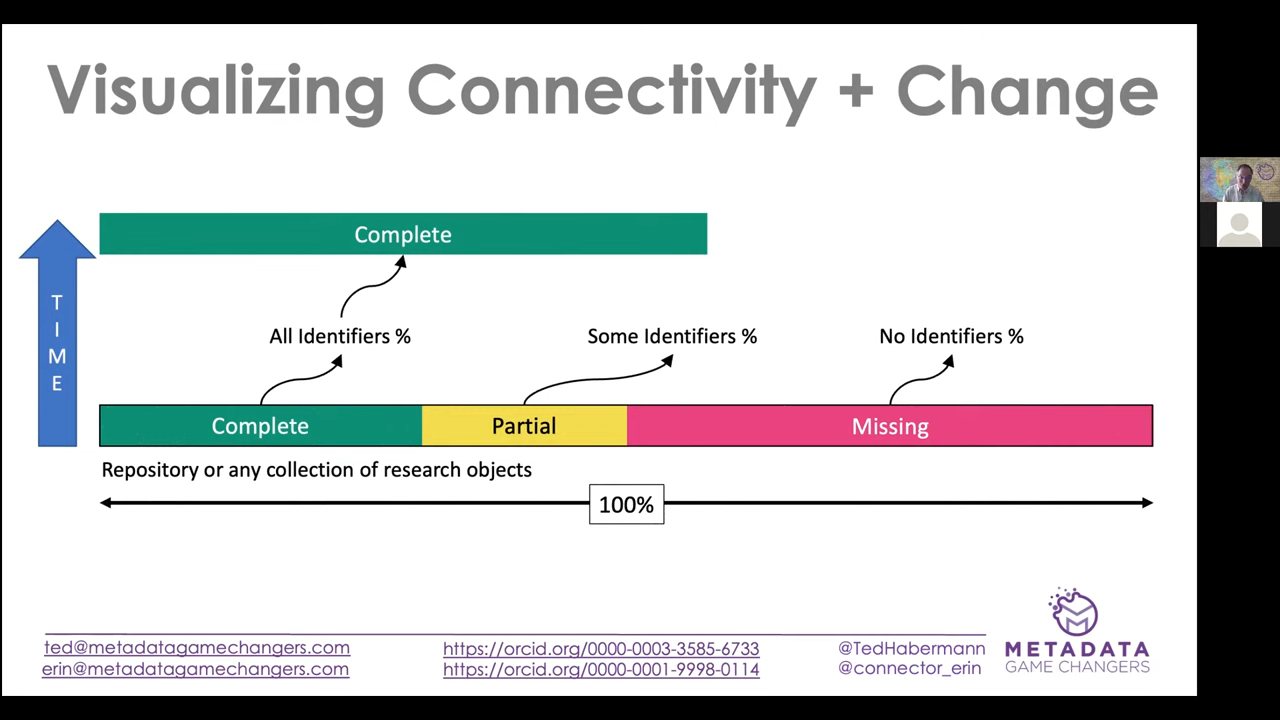 Visualizing Connectivity + Change
Complete
T
I
M
E
All Identifiers %
Some Identifiers %
No Identifiers %
Complete
Partial
Missing
Repository or any collection of research objects
100%
ted@metadatagamechangers.com
erin@metadatagamechangers.com
https://orcid.org/0000-0003-3585-6733
https://orcid.org/0000-0001-9998-0114
@TedHabermann
@connector_erin
METADATA
GAME CHANGERS